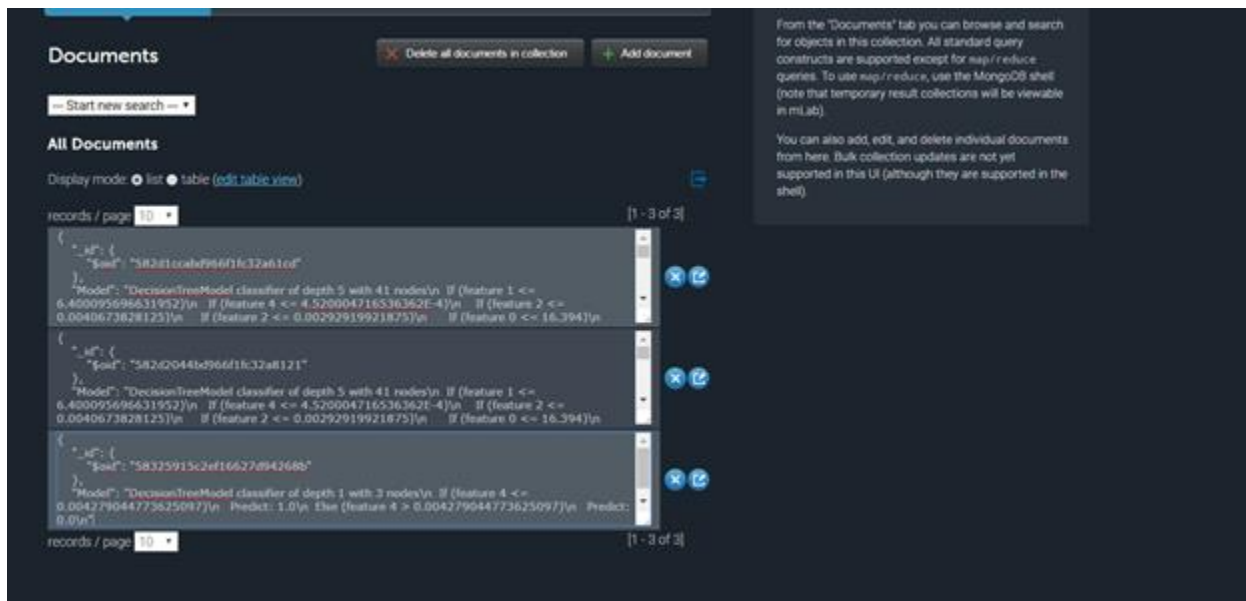 Documents
Delete all documents in collection
Add document
-- Start new search --
All Documents
Display mode: list table (edit table view)
records / page 10
[1 - 3 of 3]
{
"_id": {
"$oid":
},
"Model": "DecisionTreeModel classifier of depth 5 with 41 nodes\n If (feature 1 <=
6.400095696631952)\n If (feature 4 <= 4.520004716536362E-4)\n If (feature 2 <=
0.0040673828125)\n If (feature 2 <= 0.00292919921875)\n If (feature 0 <= 16.394)\n
{
"_id": {
"$oid": "582d2044bd966f1fc32a8121"
},
"Model": "DecisionTreeModel classifier of depth 5 with 41 nodes\n If (feature 1 <=
6.400095696631952)\n If (feature 4 <= 4.520004716536362E-4)\n If (feature 2 <=
0.0040673828125)\n If (feature 2 <= 0.00292919921875)\n If (feature 0 <= 16.394)\n
{
"_id": {
"$oid": "58325915c2ef16627d94268b"
},
"Model": "DecisionTreeModel classifier of depth 1 with 3 nodes\n If (feature 4 <=
0.004279044773625097)\n Predict: 1.0\n Else (feature 4 > 0.004279044773625097)\n Predict:
0.0\n"
records / page 10
[1 - 3 of 3]
From the "Documents" tab you can browse and search
for objects in this collection. All standard query
constructs are supported except for map/reduce
queries. To use map/reduce, use the MongoDB shell
(note that temporary result collections will be viewable
in mLab).
You can also add, edit, and delete individual documents
from here. Bulk collection updates are not yet
supported in this UI (although they are supported in the
shell).